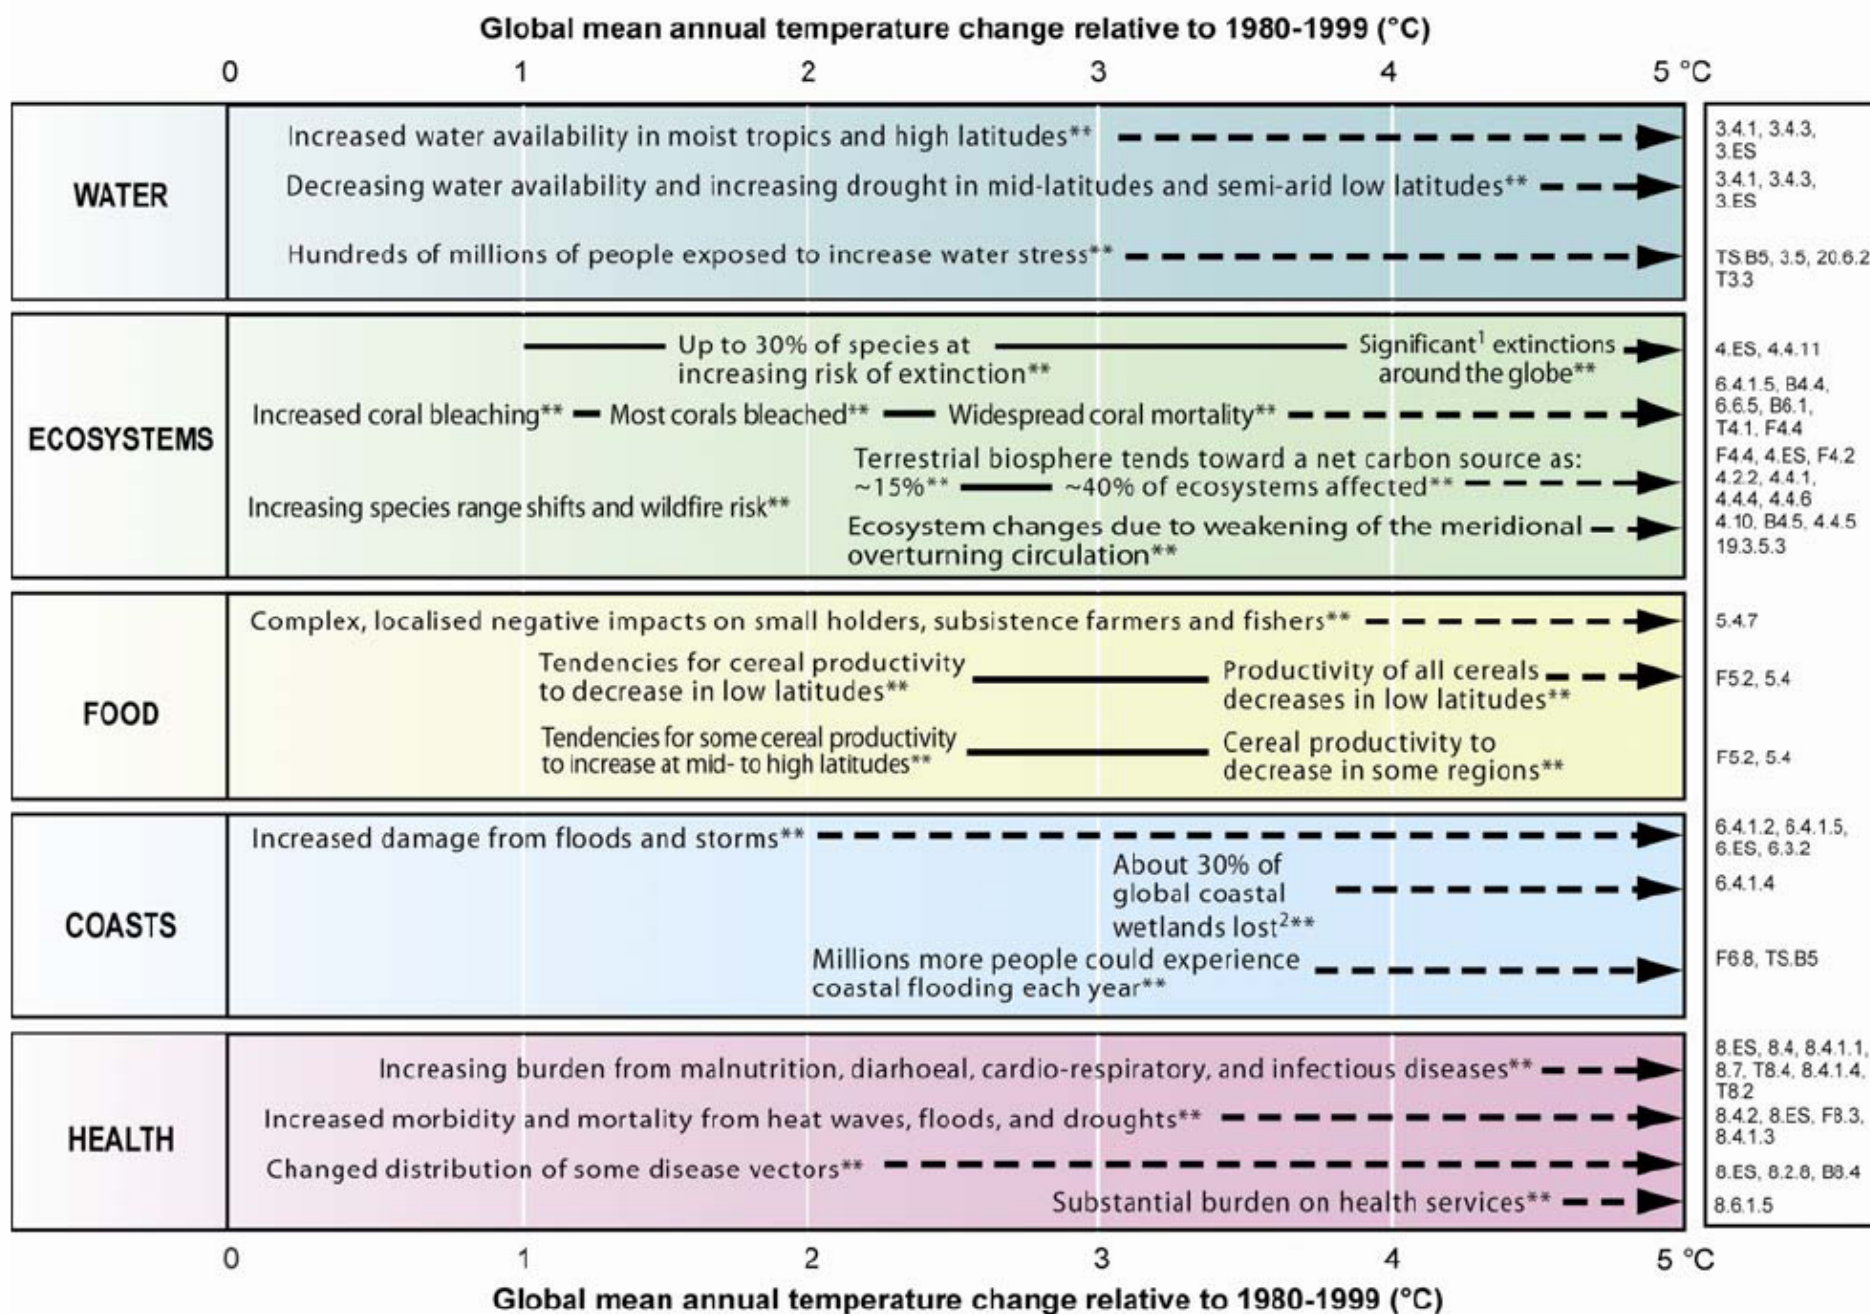 Global mean annual temperature change relative to 1980-1999 (°C)
0 1 2 3 4 5 °C
WATER
Increased water availability in moist tropics and high latitudes**
3.4.1, 3.4.3,
3.ES
Decreasing water availability and increasing drought in mid-latitudes and semi-arid low latitudes**
3.4.1, 3.4.3,
3.ES
Hundreds of millions of people exposed to increase water stress**
TS.B5, 3.5, 20.6.2
T3.3
ECOSYSTEMS
Up to 30% of species at
increasing risk of extinction**
Significant¹ extinctions
around the globe**
4.ES, 4.4.11
Increased coral bleaching** Most corals bleached** Widespread coral mortality**
6.4.1.5, B4.4,
6.6.5, B6.1,
T4.1, F4.4
Terrestrial biosphere tends toward a net carbon source as:
~15%** ~40% of ecosystems affected**
F4.4, 4.ES, F4.2
4.2.2, 4.4.1,
4.4.4, 4.4.6
Increasing species range shifts and wildfire risk**
Ecosystem changes due to weakening of the meridional
overturning circulation**
4.10, B4.5, 4.4.5
19.3.5.3
FOOD
Complex, localised negative impacts on small holders, subsistence farmers and fishers**
5.4.7
Tendencies for cereal productivity
to decrease in low latitudes**
Productivity of all cereals
decreases in low latitudes**
F5.2, 5.4
Tendencies for some cereal productivity
to increase at mid- to high latitudes**
Cereal productivity to
decrease in some regions**
F5.2, 5.4
COASTS
Increased damage from floods and storms**
6.4.1.2, 6.4.1.5,
6.ES, 6.3.2
About 30% of
global coastal
wetlands lost²**
6.4.1.4
Millions more people could experience
coastal flooding each year**
F6.8, TS.B5
HEALTH
Increasing burden from malnutrition, diarhoeal, cardio-respiratory, and infectious diseases**
8.ES, 8.4, 8.4.1.1,
8.7, T8.4, 8.4.1.4,
T8.2
Increased morbidity and mortality from heat waves, floods, and droughts**
8.4.2, 8.ES, F8.3,
8.4.1.3
Changed distribution of some disease vectors**
8.ES, 8.2.8, B8.4
Substantial burden on health services**
8.6.1.5
0 1 2 3 4 5 °C
Global mean annual temperature change relative to 1980-1999 (°C)